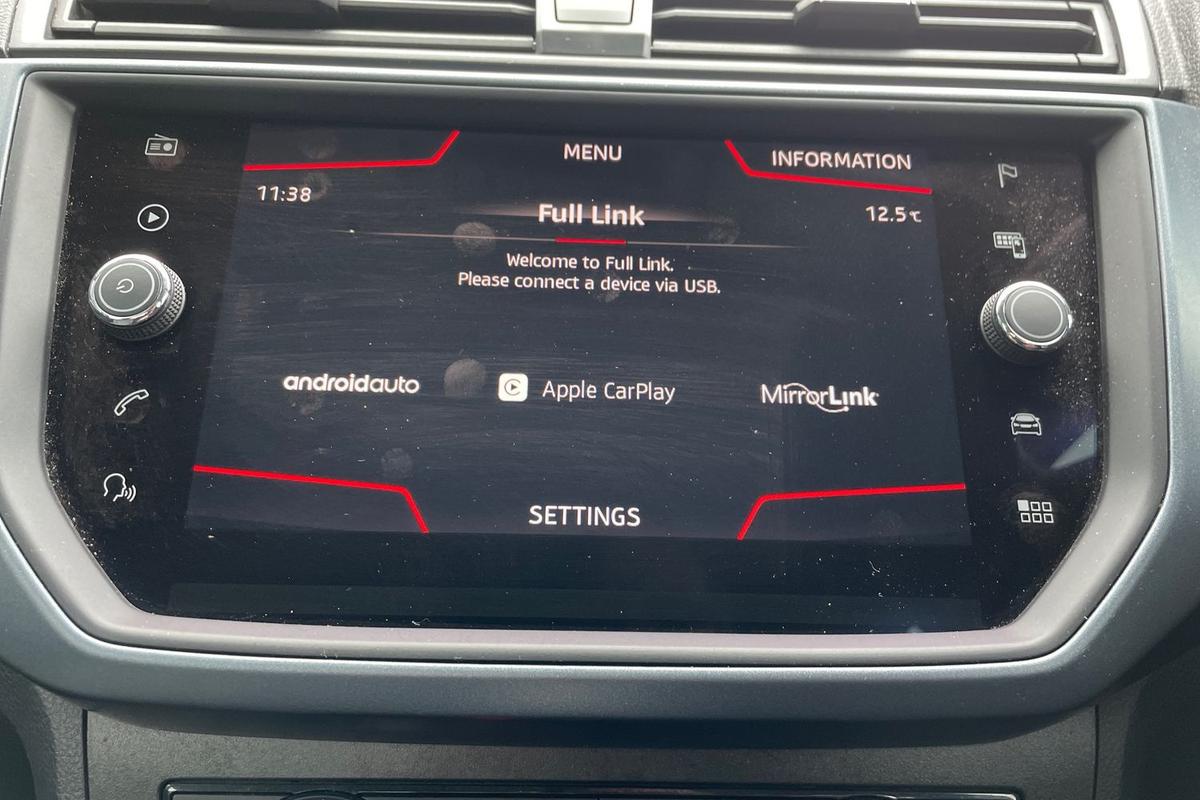 MENU
INFORMATION
11:38
Full Link
12.5°C
Welcome to Full Link.
Please connect a device via USB.
androidauto
Apple CarPlay
MirrorLink
SETTINGS